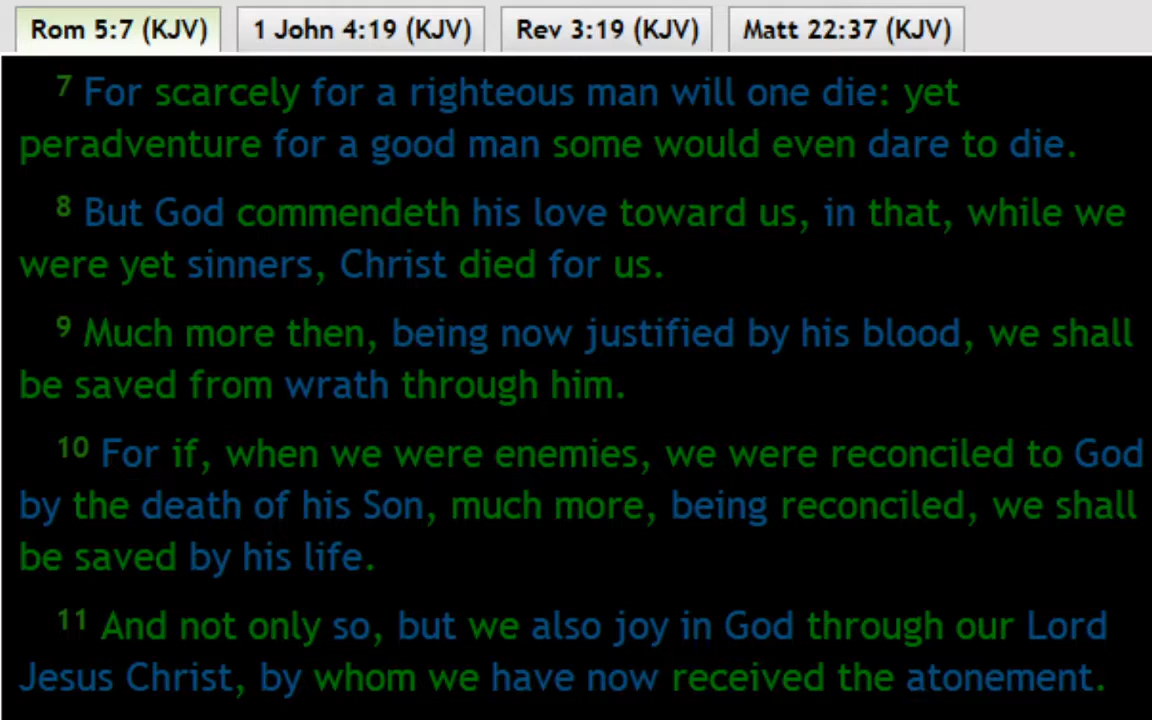 Rom 5:7 (KJV) 1 John 4:19 (KJV) Rev 3:19 (KJV) Matt 22:37 (KJV)
7 For scarcely for a righteous man will one die: yet
peradventure for a good man some would even dare to die.
8 But God commendeth his love toward us, in that, while we
were yet sinners, Christ died for us.
9 Much more then, being now justified by his blood, we shall
be saved from wrath through him.
10 For if, when we were enemies, we were reconciled to God
by the death of his Son, much more, being reconciled, we shall
be saved by his life.
11 And not only so, but we also joy in God through our Lord
Jesus Christ, by whom we have now received the atonement.